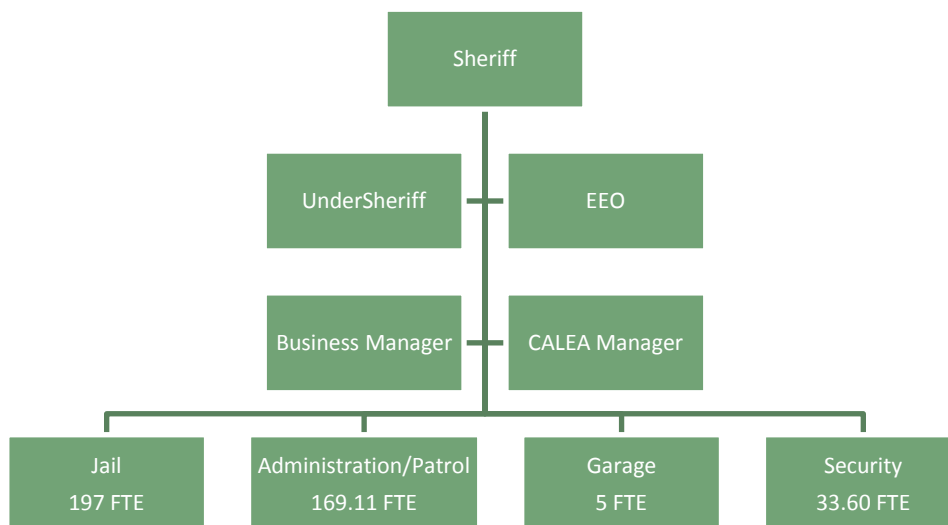 Sheriff
UnderSheriff
EEO
Business Manager
CALEA Manager
Jail
197 FTE
Administration/Patrol
169.11 FTE
Garage
5 FTE
Security
33.60 FTE